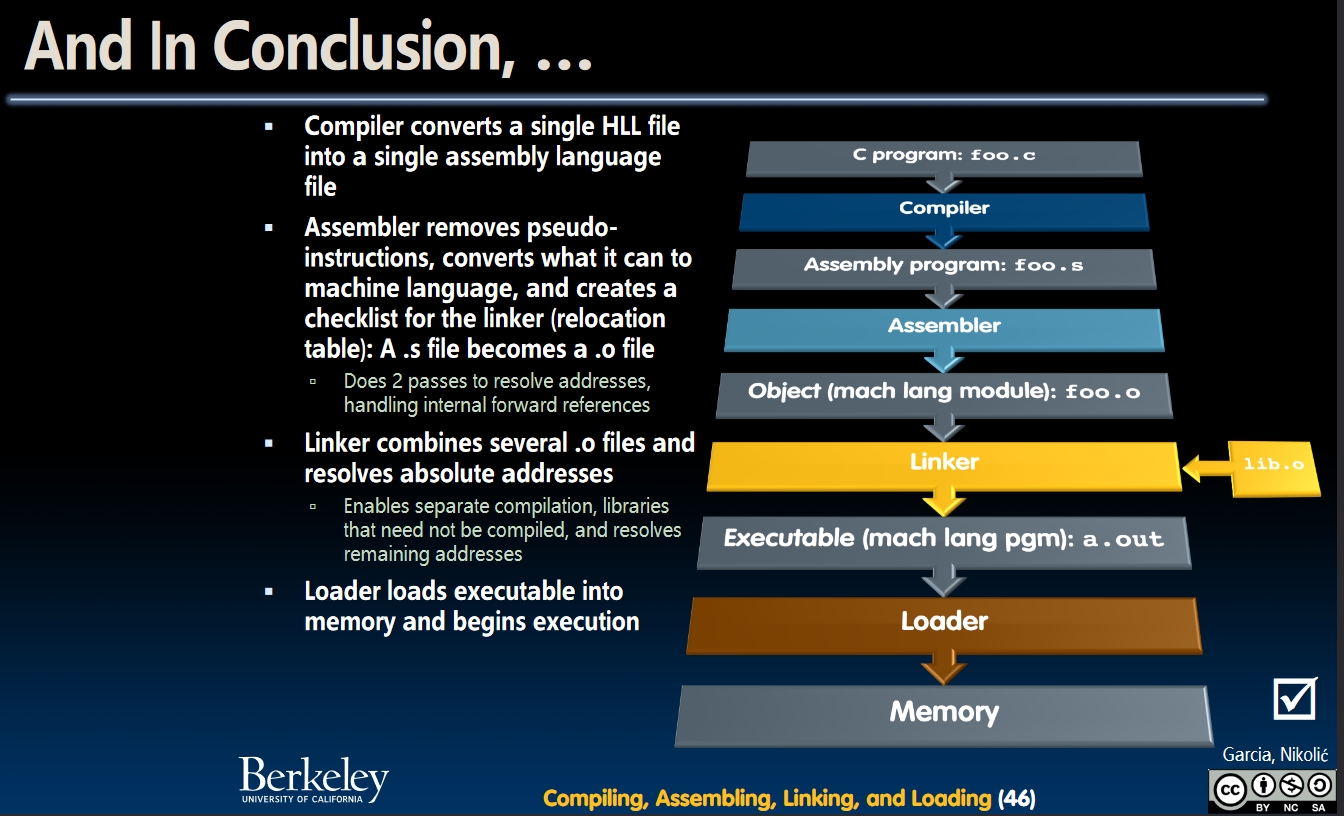 And In Conclusion, …
Compiler converts a single HLL file
into a single assembly language
file
Assembler removes pseudo-
instructions, converts what it can to
machine language, and creates a
checklist for the linker (relocation
table): A .s file becomes a .o file
Does 2 passes to resolve addresses,
handling internal forward references
Linker combines several .o files and
resolves absolute addresses
Enables separate compilation, libraries
that need not be compiled, and resolves
remaining addresses
Loader loads executable into
memory and begins execution
C program: foo.c
Compiler
Assembly program: foo.s
Assembler
Object (mach lang module): foo.o
Linker
lib.o
Executable (mach lang pgm): a.out
Loader
Memory
Garcia, Nikolić
Berkeley
UNIVERSITY OF CALIFORNIA
Compiling, Assembling, Linking, and Loading (46)
cc
BY NC SA